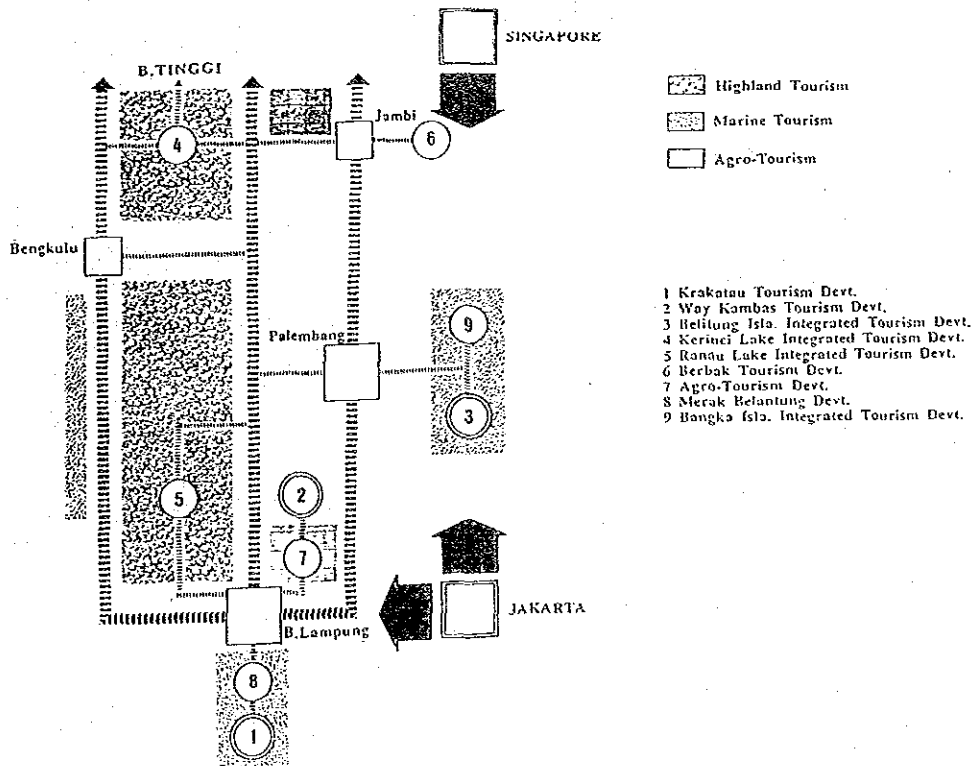 SINGAPORE
B.TINGGI
Highland Tourism
Jambi
Marine Tourism
4
6
Agro-Tourism
Bengkulu
1 Krakatau Tourism Devt.
2 Way Kambas Tourism Devt.
9
3 Belitung Isla. Integrated Tourism Devt.
Palembang
4 Kerinci Lake Integrated Tourism Devt.
5 Ranau Lake Integrated Tourism Devt.
6 Berbak Tourism Devt.
7 Agro-Tourism Devt.
8 Merak Belantung Devt.
3
9 Bangka Isla. Integrated Tourism Devt.
5
2
7
JAKARTA
B.Lampung
8
1